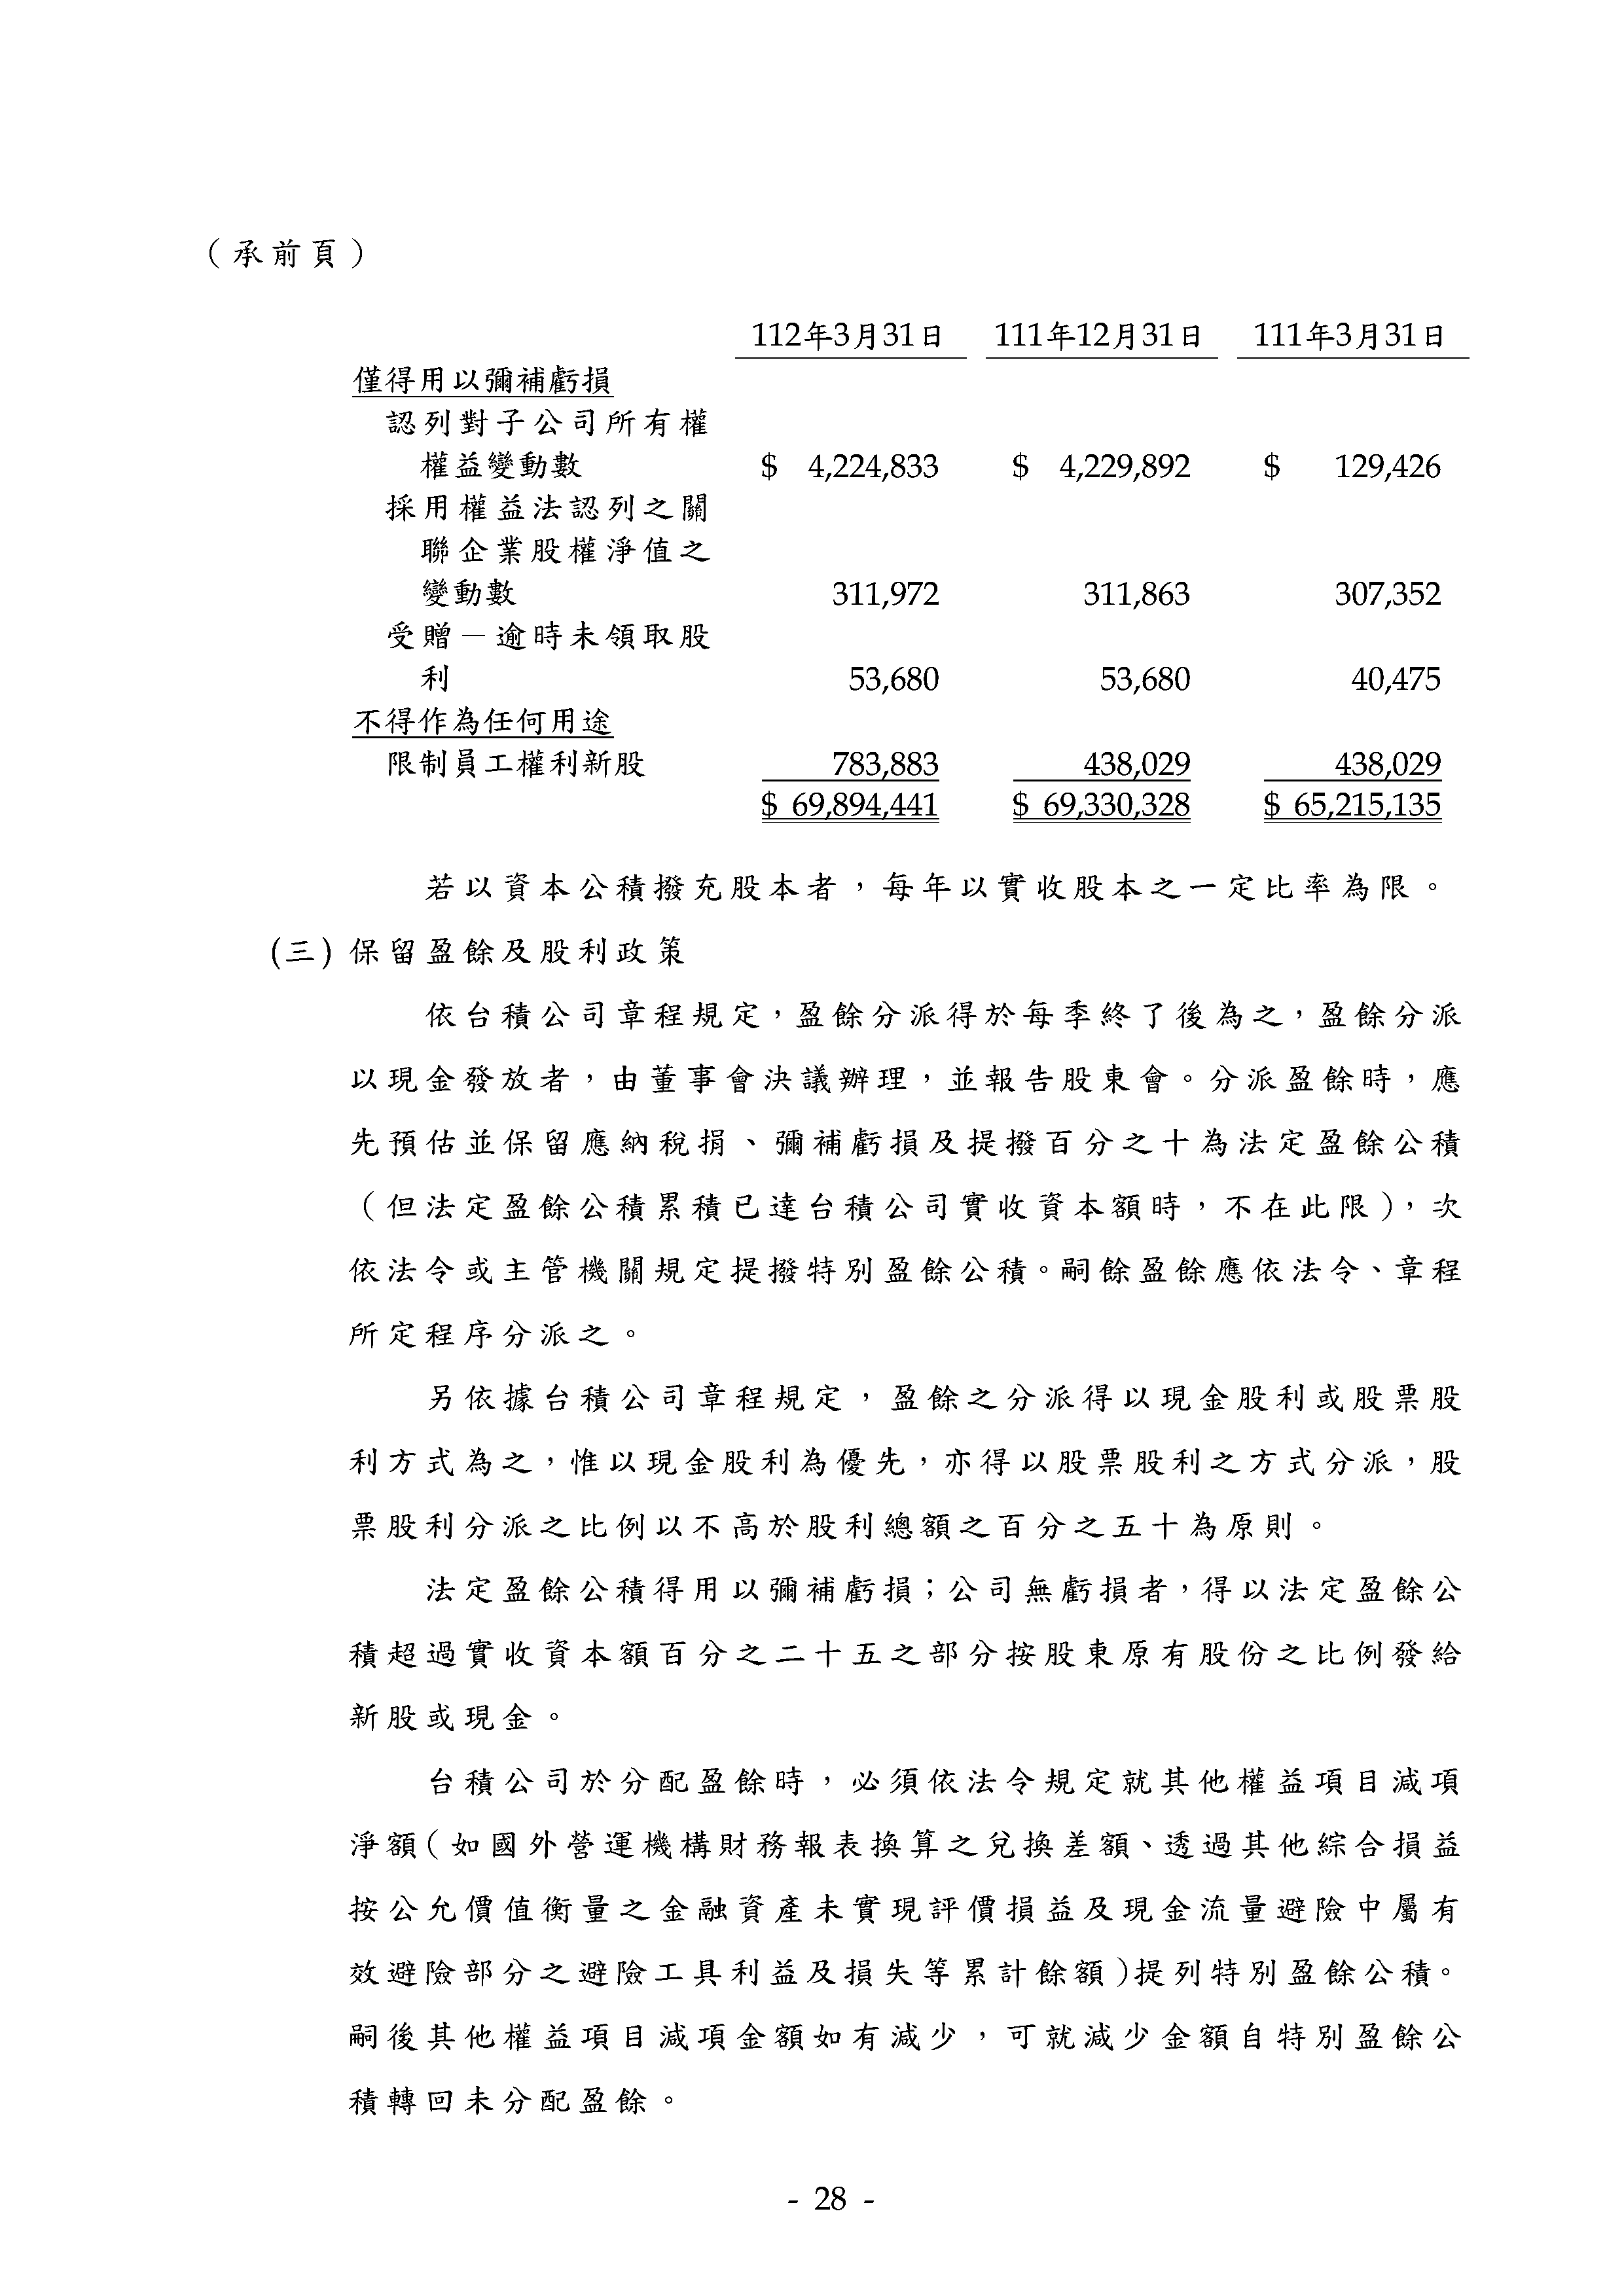 （承前頁）
112年3月31日 111年12月31日 111年3月31日
僅得用以彌補虧損
認列對子公司所有權
權益變動數 $ 4,224,833 $ 4,229,892 $ 129,426
採用權益法認列之關
聯企業股權淨值之
變動數 311,972 311,863 307,352
受贈－逾時未領取股
利 53,680 53,680 40,475
不得作為任何用途
限制員工權利新股 783,883 438,029 438,029
$ 69,894,441 $ 69,330,328 $ 65,215,135
若以資本公積撥充股本者，每年以實收股本之一定比率為限。
(三) 保留盈餘及股利政策
依台積公司章程規定，盈餘分派得於每季終了後為之，盈餘分派
以現金發放者，由董事會決議辦理，並報告股東會。分派盈餘時，應
先預估並保留應納稅捐、彌補虧損及提撥百分之十為法定盈餘公積
（但法定盈餘公積累積已達台積公司實收資本額時，不在此限），次
依法令或主管機關規定提撥特別盈餘公積。嗣餘盈餘應依法令、章程
所定程序分派之。
另依據台積公司章程規定，盈餘之分派得以現金股利或股票股
利方式為之，惟以現金股利為優先，亦得以股票股利之方式分派，股
票股利分派之比例以不高於股利總額之百分之五十為原則。
法定盈餘公積得用以彌補虧損；公司無虧損者，得以法定盈餘公
積超過實收資本額百分之二十五之部分按股東原有股份之比例發給
新股或現金。
台積公司於分配盈餘時，必須依法令規定就其他權益項目減項
淨額（如國外營運機構財務報表換算之兌換差額、透過其他綜合損益
按公允價值衡量之金融資產未實現評價損益及現金流量避險中屬有
效避險部分之避險工具利益及損失等累計餘額）提列特別盈餘公積。
嗣後其他權益項目減項金額如有減少，可就減少金額自特別盈餘公
積轉回未分配盈餘。
- 28 -